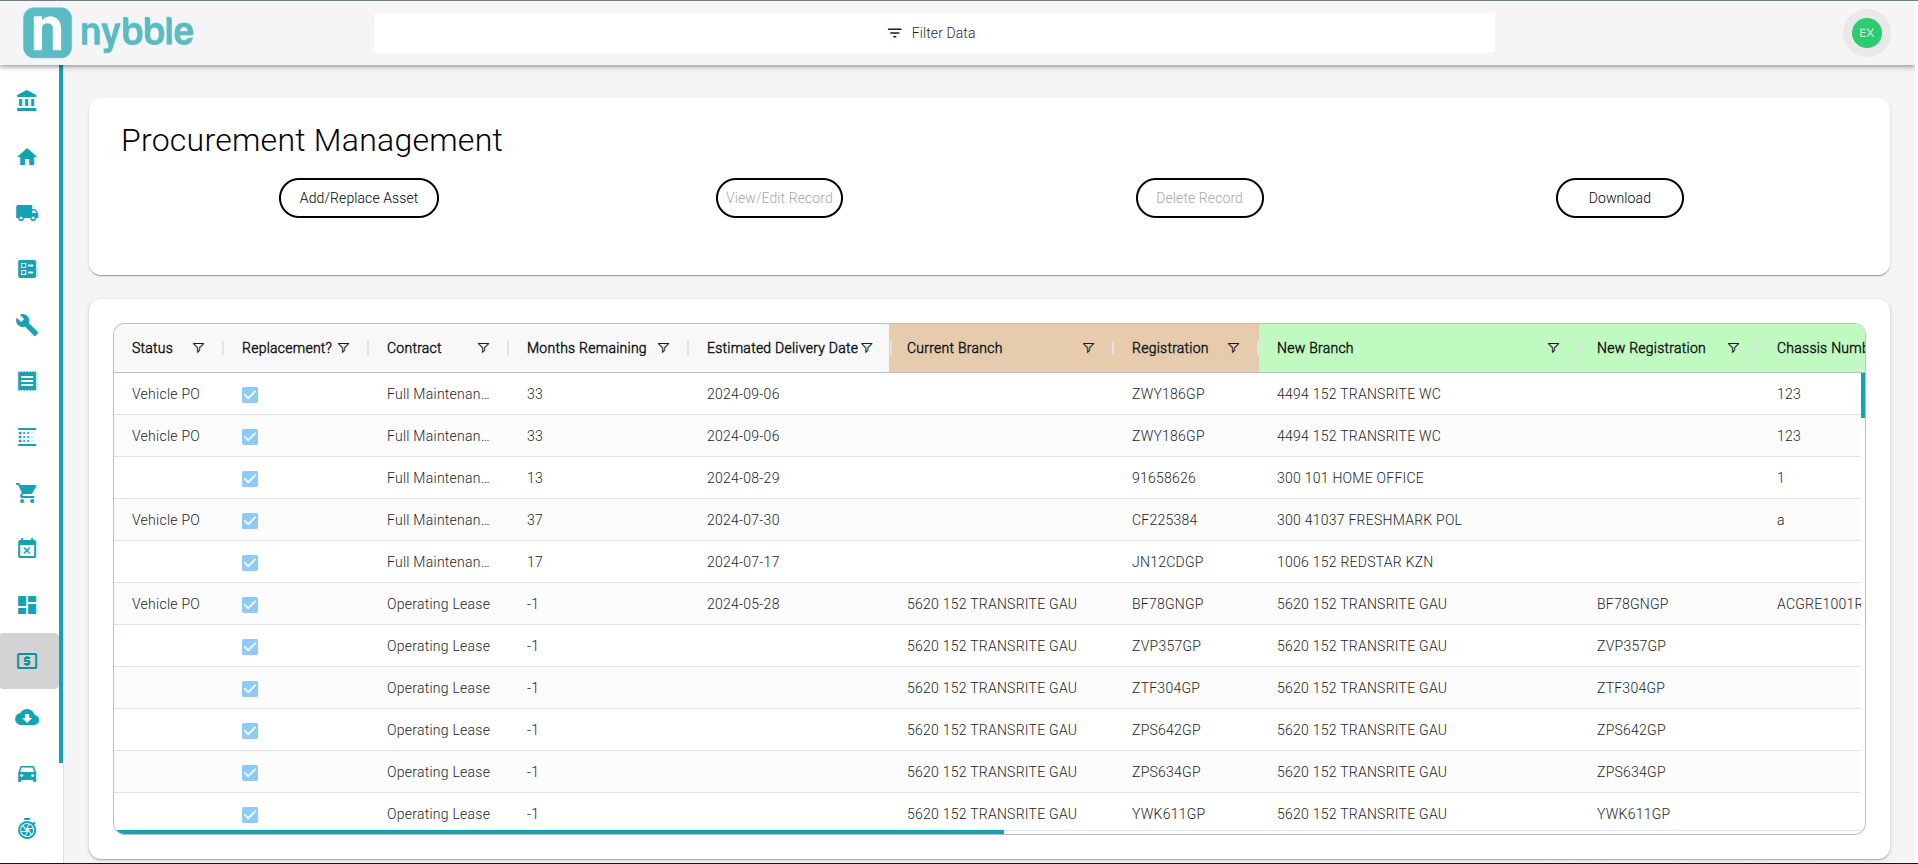 n nybble
Filter Data
EX
Procurement Management
Add/Replace Asset View/Edit Record Delete Record Download
Status Replacement? Contract Months Remaining Estimated Delivery Date Current Branch Registration New Branch New Registration Chassis Numb
Vehicle PO Full Maintenan... 33 2024-09-06 ZWY186GP 4494 152 TRANSRITE WC 123
Vehicle PO Full Maintenan... 33 2024-09-06 ZWY186GP 4494 152 TRANSRITE WC 123
Full Maintenan... 13 2024-08-29 91658626 300 101 HOME OFFICE 1
Vehicle PO Full Maintenan... 37 2024-07-30 CF225384 300 41037 FRESHMARK POL a
Full Maintenan... 17 2024-07-17 JN12CDGP 1006 152 REDSTAR KZN
Vehicle PO Operating Lease -1 2024-05-28 5620 152 TRANSRITE GAU BF78GNGP 5620 152 TRANSRITE GAU BF78GNGP ACGRE1001R
Operating Lease -1 5620 152 TRANSRITE GAU ZVP357GP 5620 152 TRANSRITE GAU ZVP357GP
Operating Lease -1 5620 152 TRANSRITE GAU ZTF304GP 5620 152 TRANSRITE GAU ZTF304GP
Operating Lease -1 5620 152 TRANSRITE GAU ZPS642GP 5620 152 TRANSRITE GAU ZPS642GP
Operating Lease -1 5620 152 TRANSRITE GAU ZPS634GP 5620 152 TRANSRITE GAU ZPS634GP
Operating Lease -1 5620 152 TRANSRITE GAU YWK611GP 5620 152 TRANSRITE GAU YWK611GP